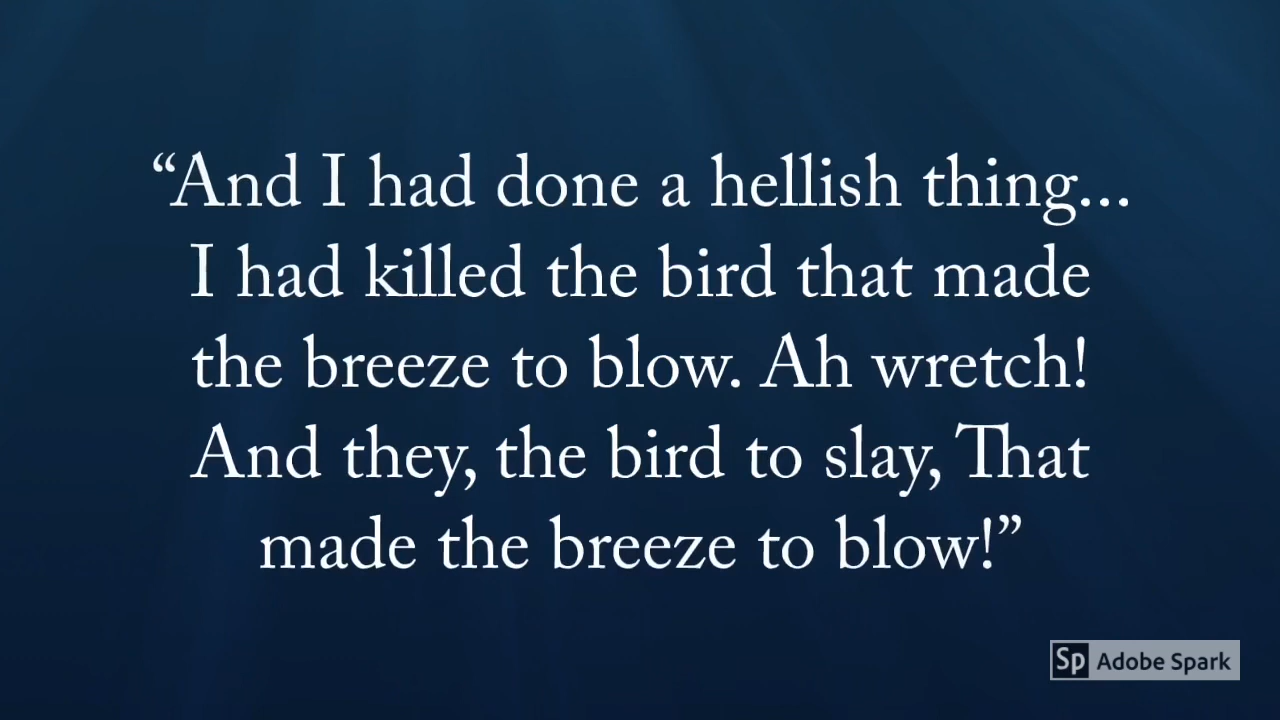 “And I had done a hellish thing...
I had killed the bird that made
the breeze to blow. Ah wretch!
And they, the bird to slay, That
made the breeze to blow!”
Sp Adobe Spark